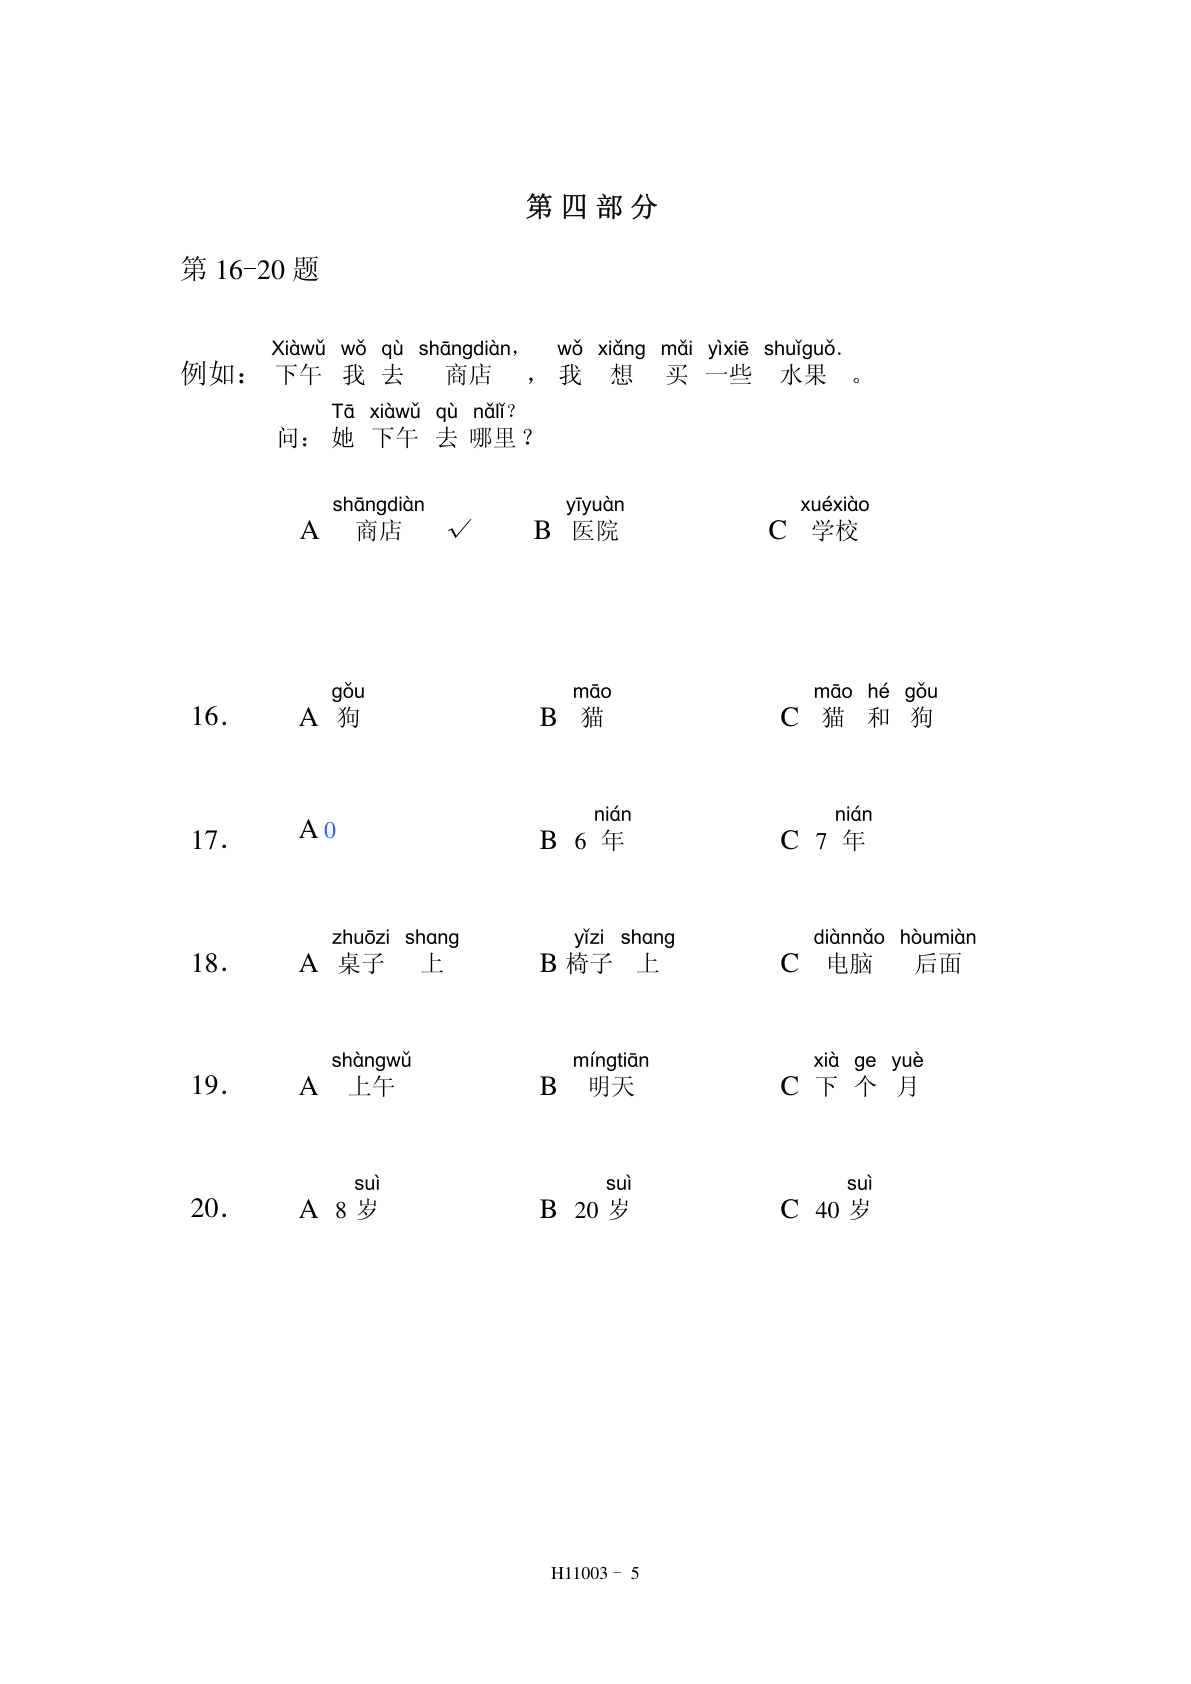 第四部分
第 16-20 题
Xiàwǔ wǒ qù shāngdiàn, wǒ xiǎng mǎi yìxiē shuǐguǒ.
例如： 下午 我 去 商店 ， 我 想 买 一些 水果 。
Tā xiàwǔ qù nǎlǐ?
问： 她 下午 去 哪里？
shāngdiàn yīyuàn xuéxiào
A 商店 √ B 医院 C 学校
gǒu māo māo hé gǒu
16. A 狗 B 猫 C 猫 和 狗
nián nián
17. A 0 B 6 年 C 7 年
zhuōzi shang yǐzi shang diànnǎo hòumiàn
18. A 桌子 上 B 椅子 上 C 电脑 后面
shàngwǔ míngtiān xià ge yuè
19. A 上午 B 明天 C 下 个 月
suì suì suì
20. A 8 岁 B 20 岁 C 40 岁
H11003 - 5